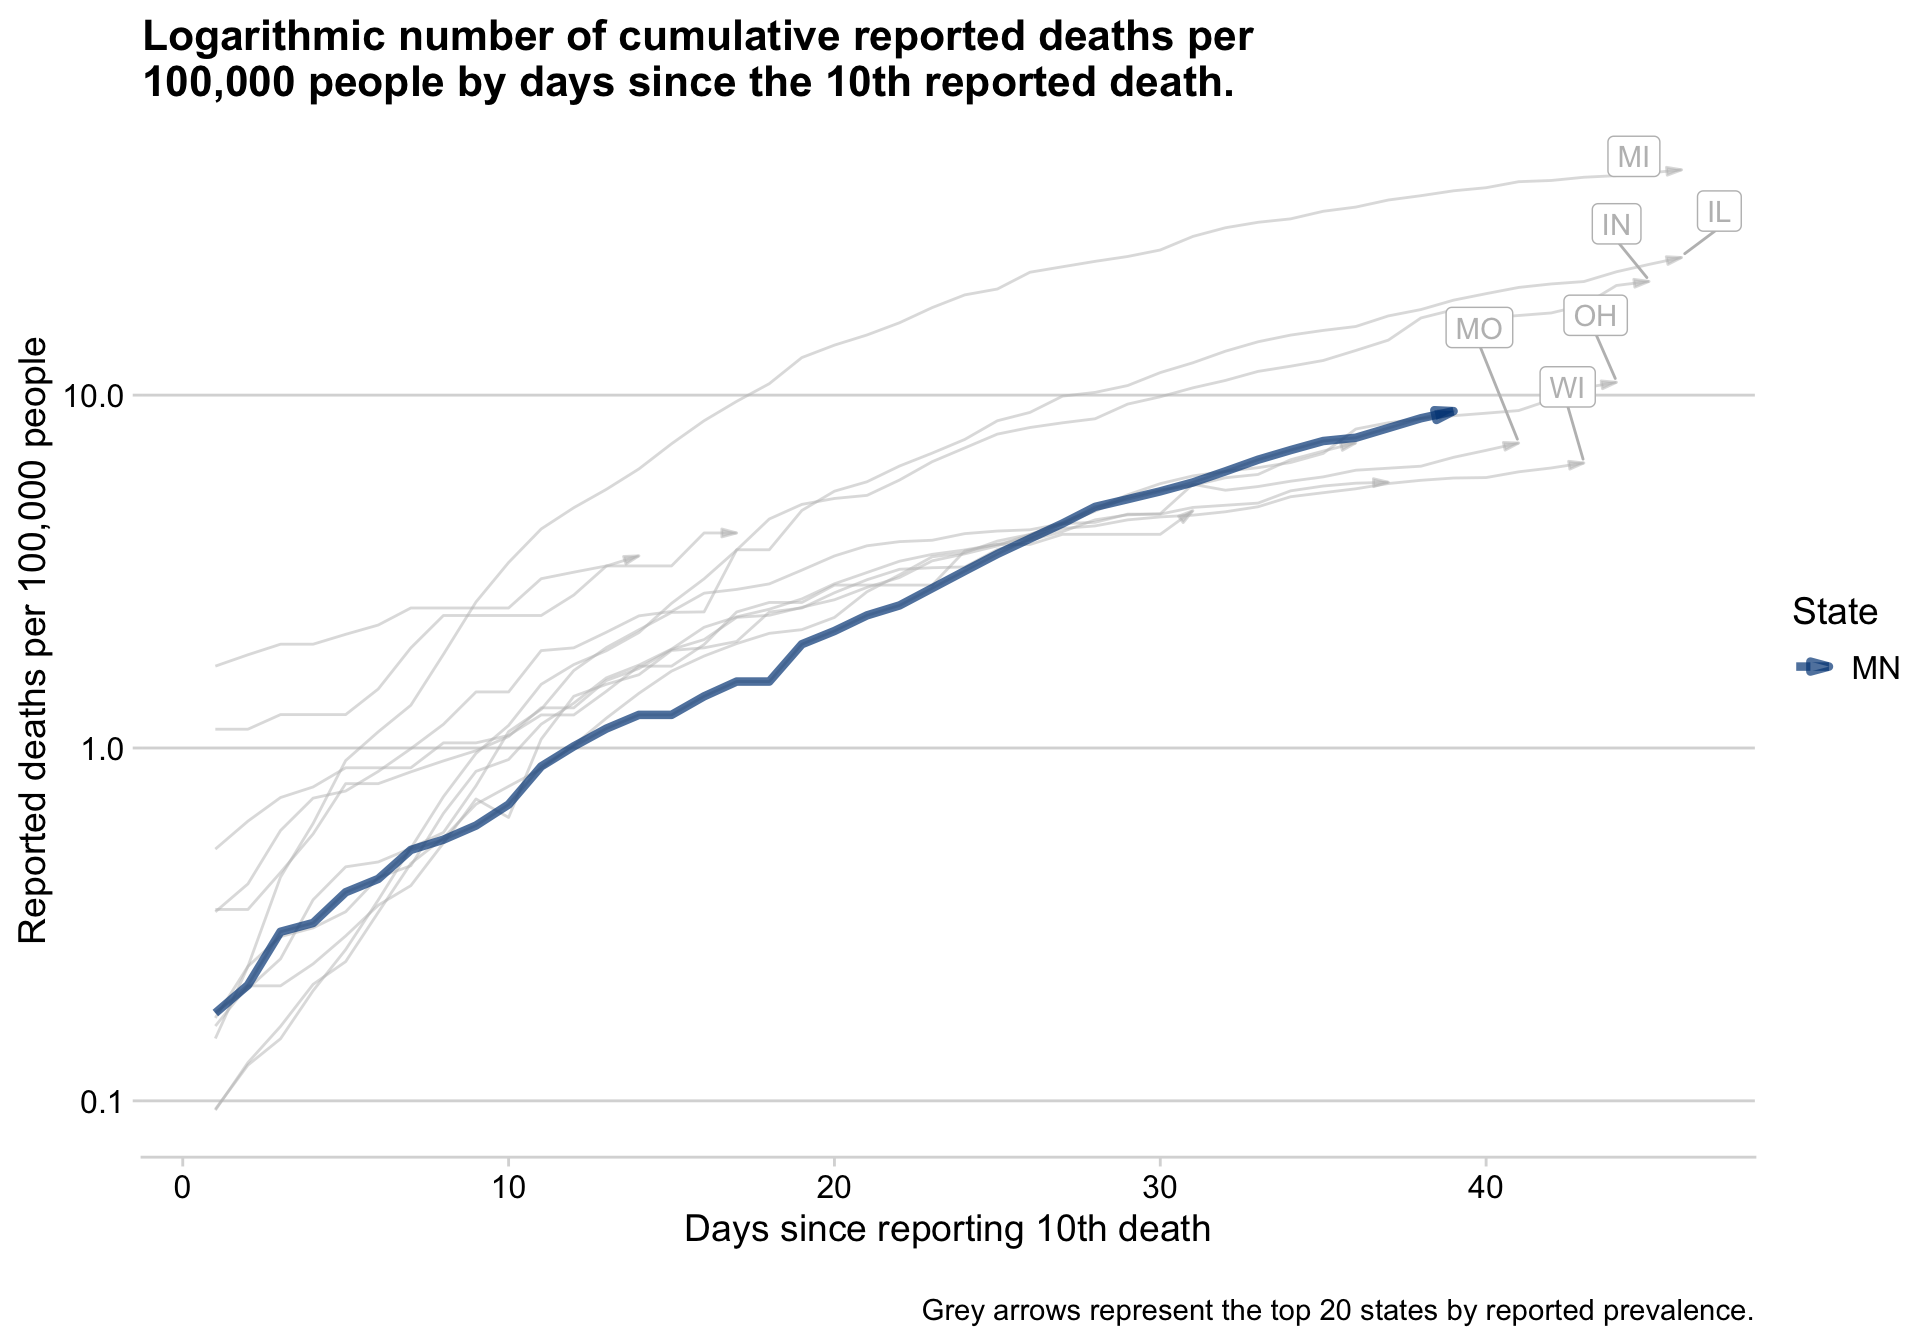 Logarithmic number of cumulative reported deaths per
100,000 people by days since the 10th reported death.
MI
IL
IN
OH
MO
WI
10.0
1.0
0.1
Reported deaths per 100,000 people
State
MN
0 10 20 30 40
Days since reporting 10th death
Grey arrows represent the top 20 states by reported prevalence.